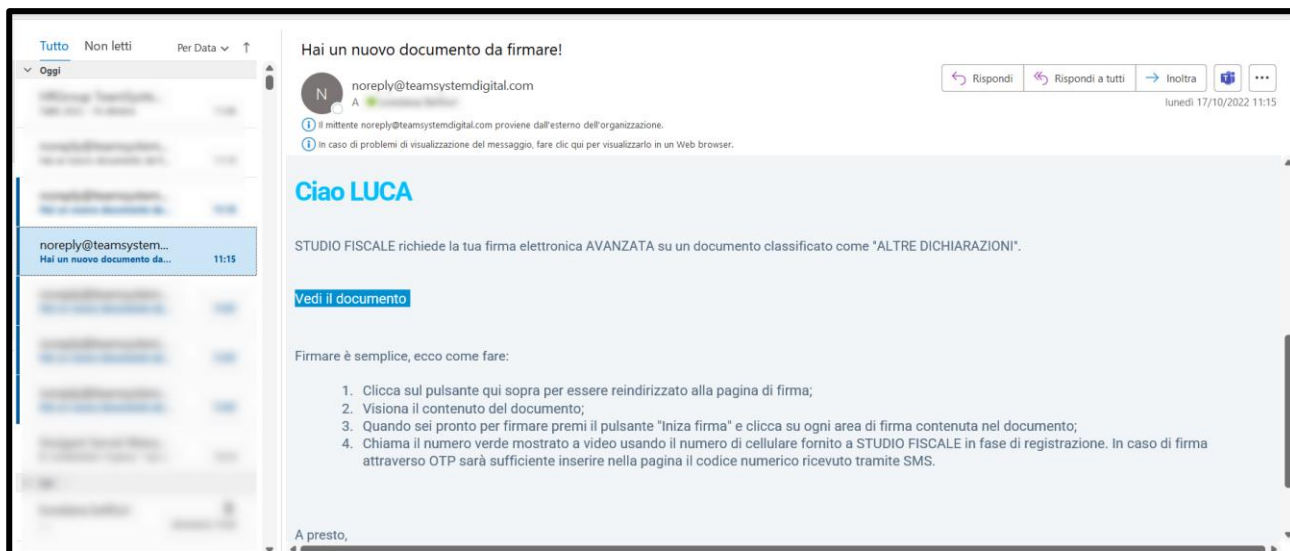 Tutto Non letti Per Data ↑
Oggi
noreply@teamsystem...
Hai un nuovo documento da... 11:15
Hai un nuovo documento da firmare!
N
noreply@teamsystemdigital.com
A
Rispondi Rispondi a tutti Inoltra ...
lunedì 17/10/2022 11:15
Il mittente noreply@teamsystemdigital.com proviene dall'esterno dell'organizzazione.
In caso di problemi di visualizzazione del messaggio, fare clic qui per visualizzarlo in un Web browser.
Ciao LUCA
STUDIO FISCALE richiede la tua firma elettronica AVANZATA su un documento classificato come "ALTRE DICHIARAZIONI".
Vedi il documento
Firmare è semplice, ecco come fare:
1. Clicca sul pulsante qui sopra per essere reindirizzato alla pagina di firma;
2. Visiona il contenuto del documento;
3. Quando sei pronto per firmare premi il pulsante "Iniza firma" e clicca su ogni area di firma contenuta nel documento;
4. Chiama il numero verde mostrato a video usando il numero di cellulare fornito a STUDIO FISCALE in fase di registrazione. In caso di firma
attraverso OTP sarà sufficiente inserire nella pagina il codice numerico ricevuto tramite SMS.
A presto,